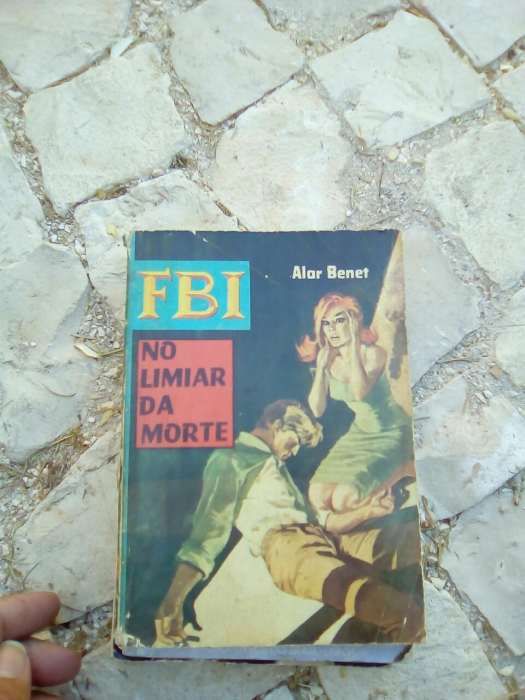 FBI
Alar Benet
NO
LIMIAR
DA
MORTE